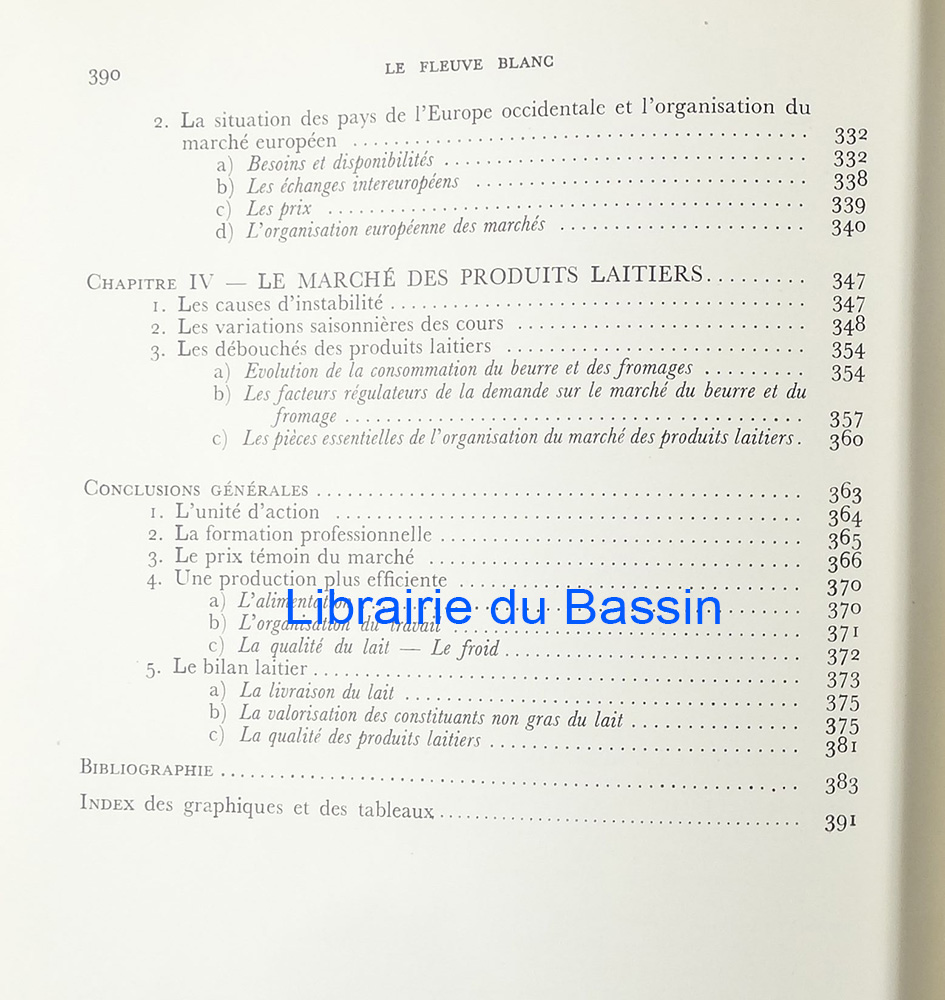 390
LE FLEUVE BLANC
2. La situation des pays de l'Europe occidentale et l'organisation du
marché européen ........................................ 332
a) Besoins et disponibilités ........................................ 332
b) Les échanges intereuropéens ........................................ 338
c) Les prix ........................................ 339
d) L'organisation européenne des marchés ........................................ 340
CHAPITRE IV — LE MARCHÉ DES PRODUITS LAITIERS......... 347
1. Les causes d'instabilité ........................................ 347
2. Les variations saisonnières des cours ........................................ 348
3. Les débouchés des produits laitiers ........................................ 354
a) Evolution de la consommation du beurre et des fromages .......... 354
b) Les facteurs régulateurs de la demande sur le marché du beurre et du
fromage ........................................ 357
c) Les pièces essentielles de l'organisation du marché des produits laitiers. 360
CONCLUSIONS GÉNÉRALES ........................................ 363
1. L'unité d'action ........................................ 364
2. La formation professionnelle ........................................ 365
3. Le prix témoin du marché ........................................ 366
4. Une production plus efficiente ........................................ 370
a) L'alimentation ........................................ 370
Librairie du Bassin
b) L'organisation du travail ........................................ 371
c) La qualité du lait — Le froid ........................................ 372
5. Le bilan laitier ........................................ 373
a) La livraison du lait ........................................ 375
b) La valorisation des constituants non gras du lait ................. 375
c) La qualité des produits laitiers ........................................ 381
BIBLIOGRAPHIE ........................................ 383
INDEX des graphiques et des tableaux ........................................ 391